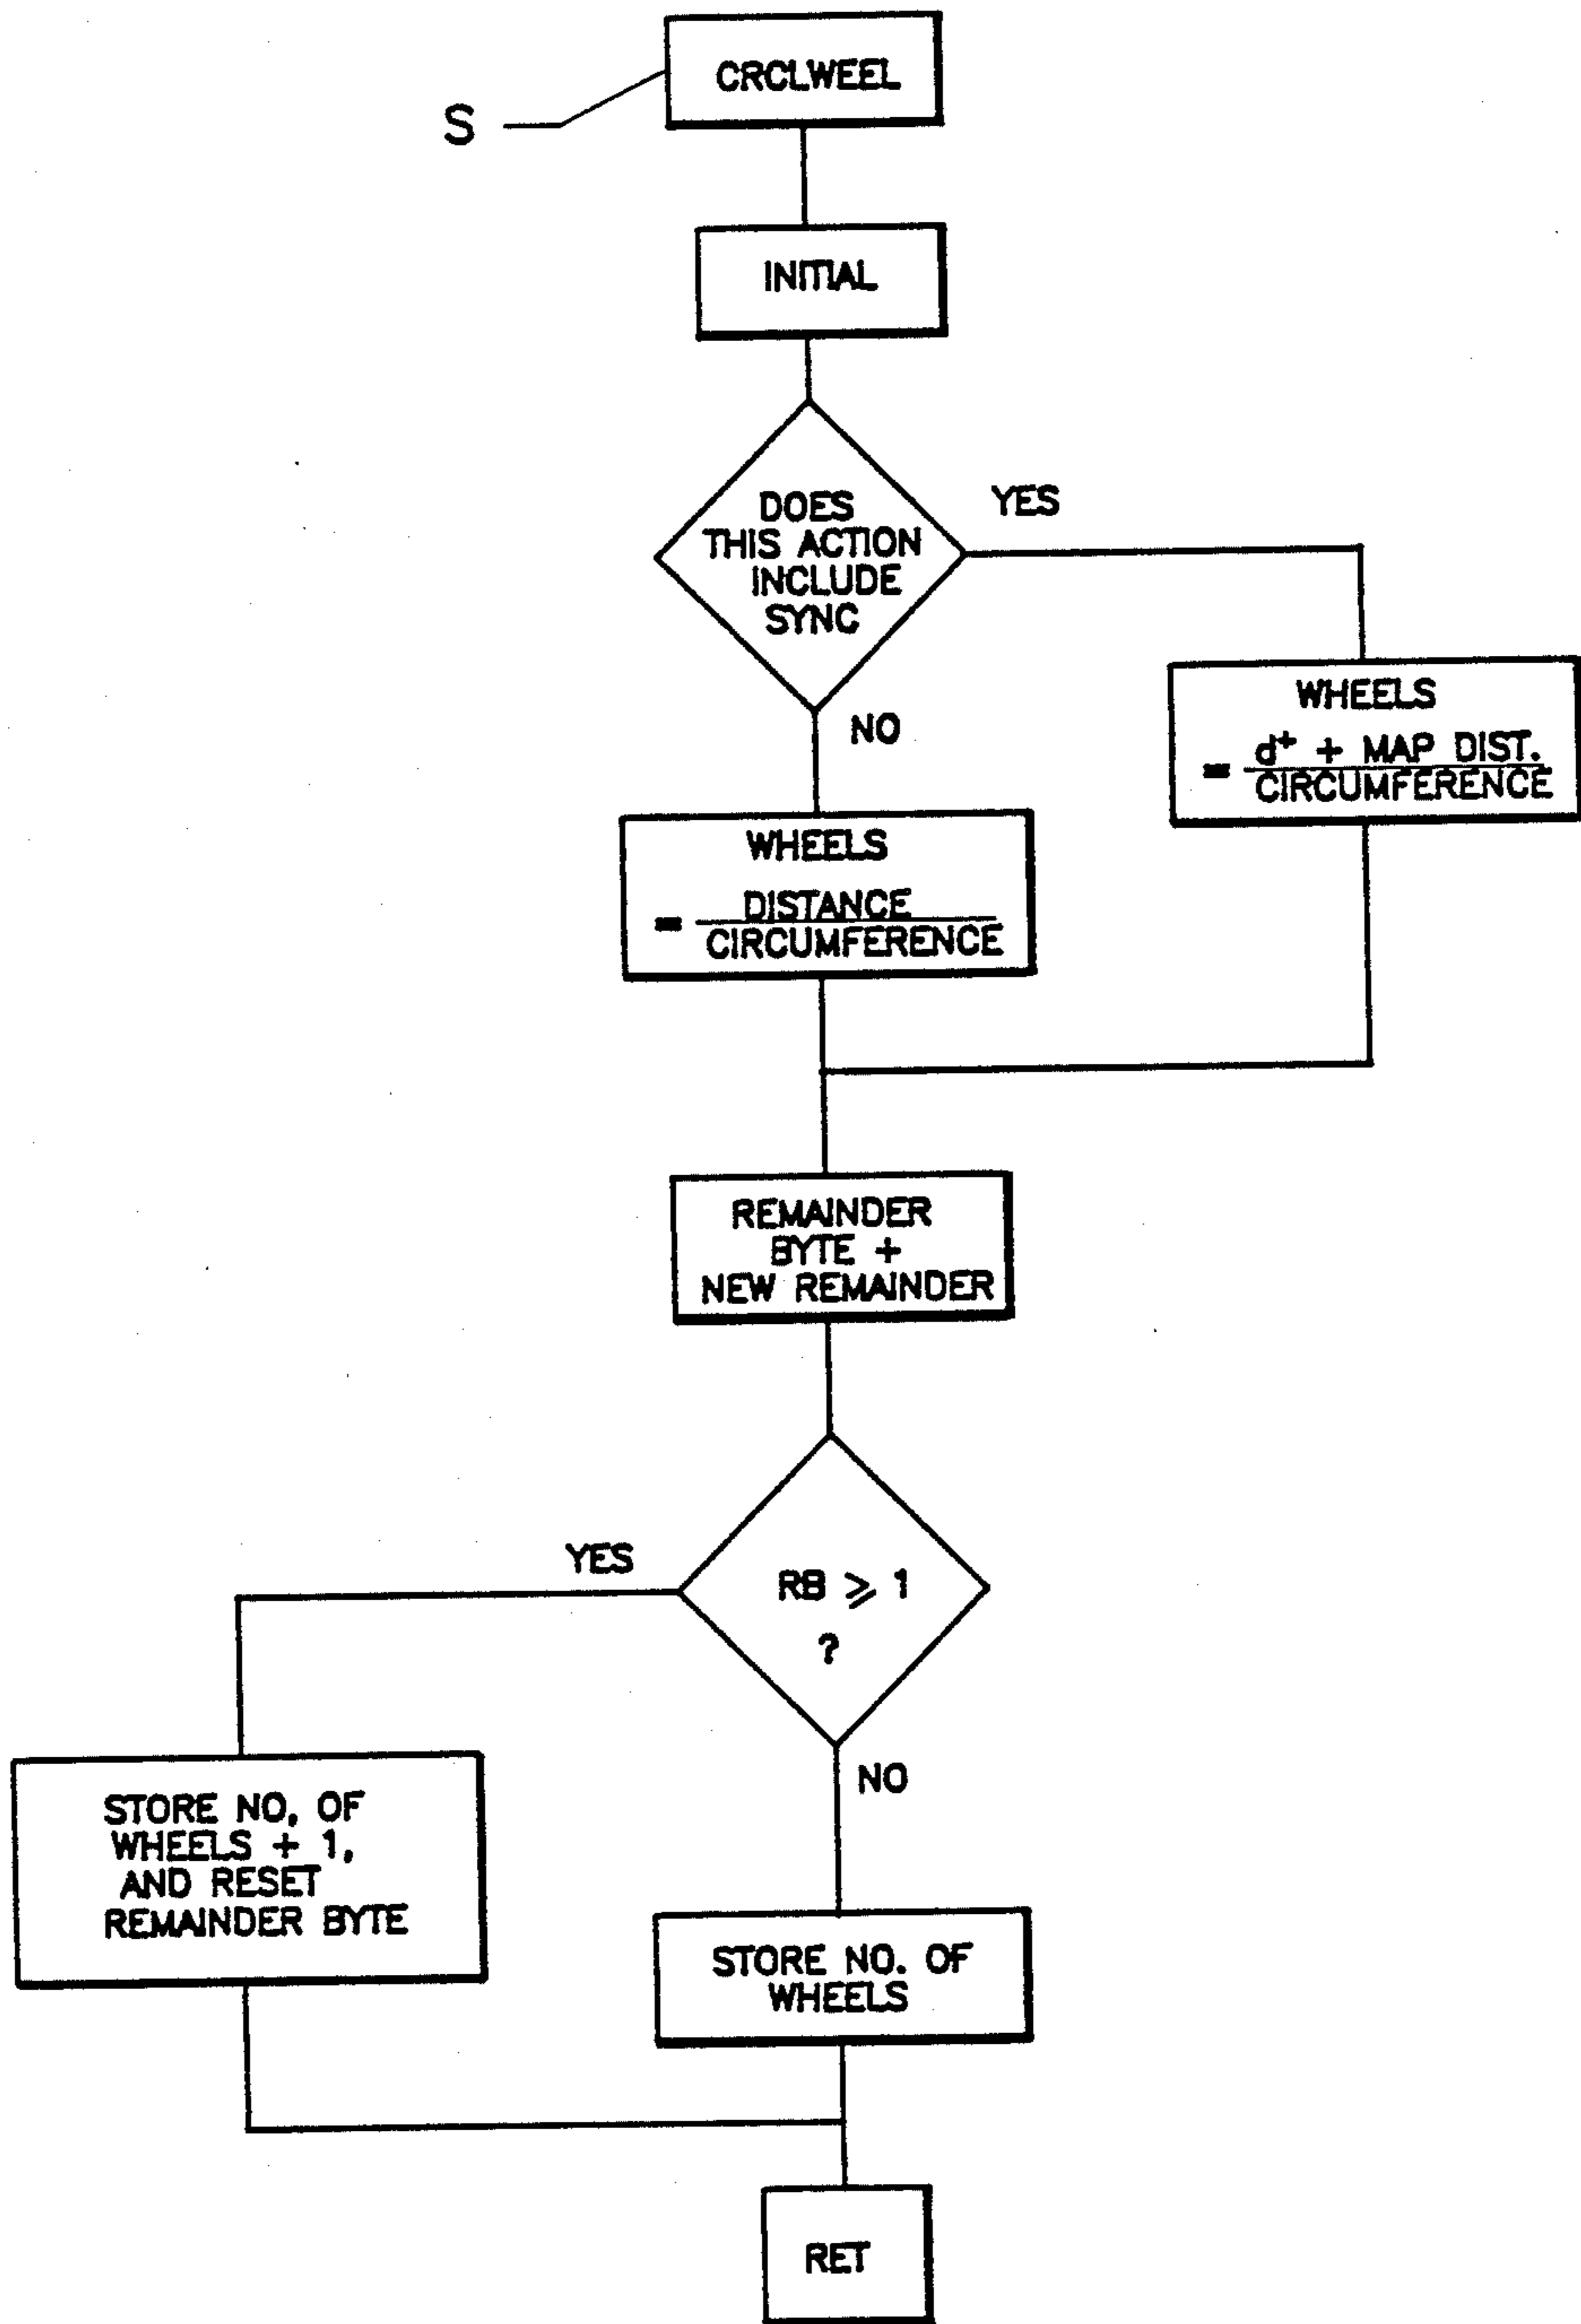 CRCLWEEL
S
INITIAL
DOES
THIS ACTION
INCLUDE
SYNC
YES
NO
WHEELS
= d⁺ + MAP DIST.
CIRCUMFERENCE
WHEELS
= DISTANCE
CIRCUMFERENCE
REMAINDER
BYTE +
NEW REMAINDER
YES
RB ⩾ 1
?
NO
STORE NO. OF
WHEELS + 1,
AND RESET
REMAINDER BYTE
STORE NO. OF
WHEELS
RET